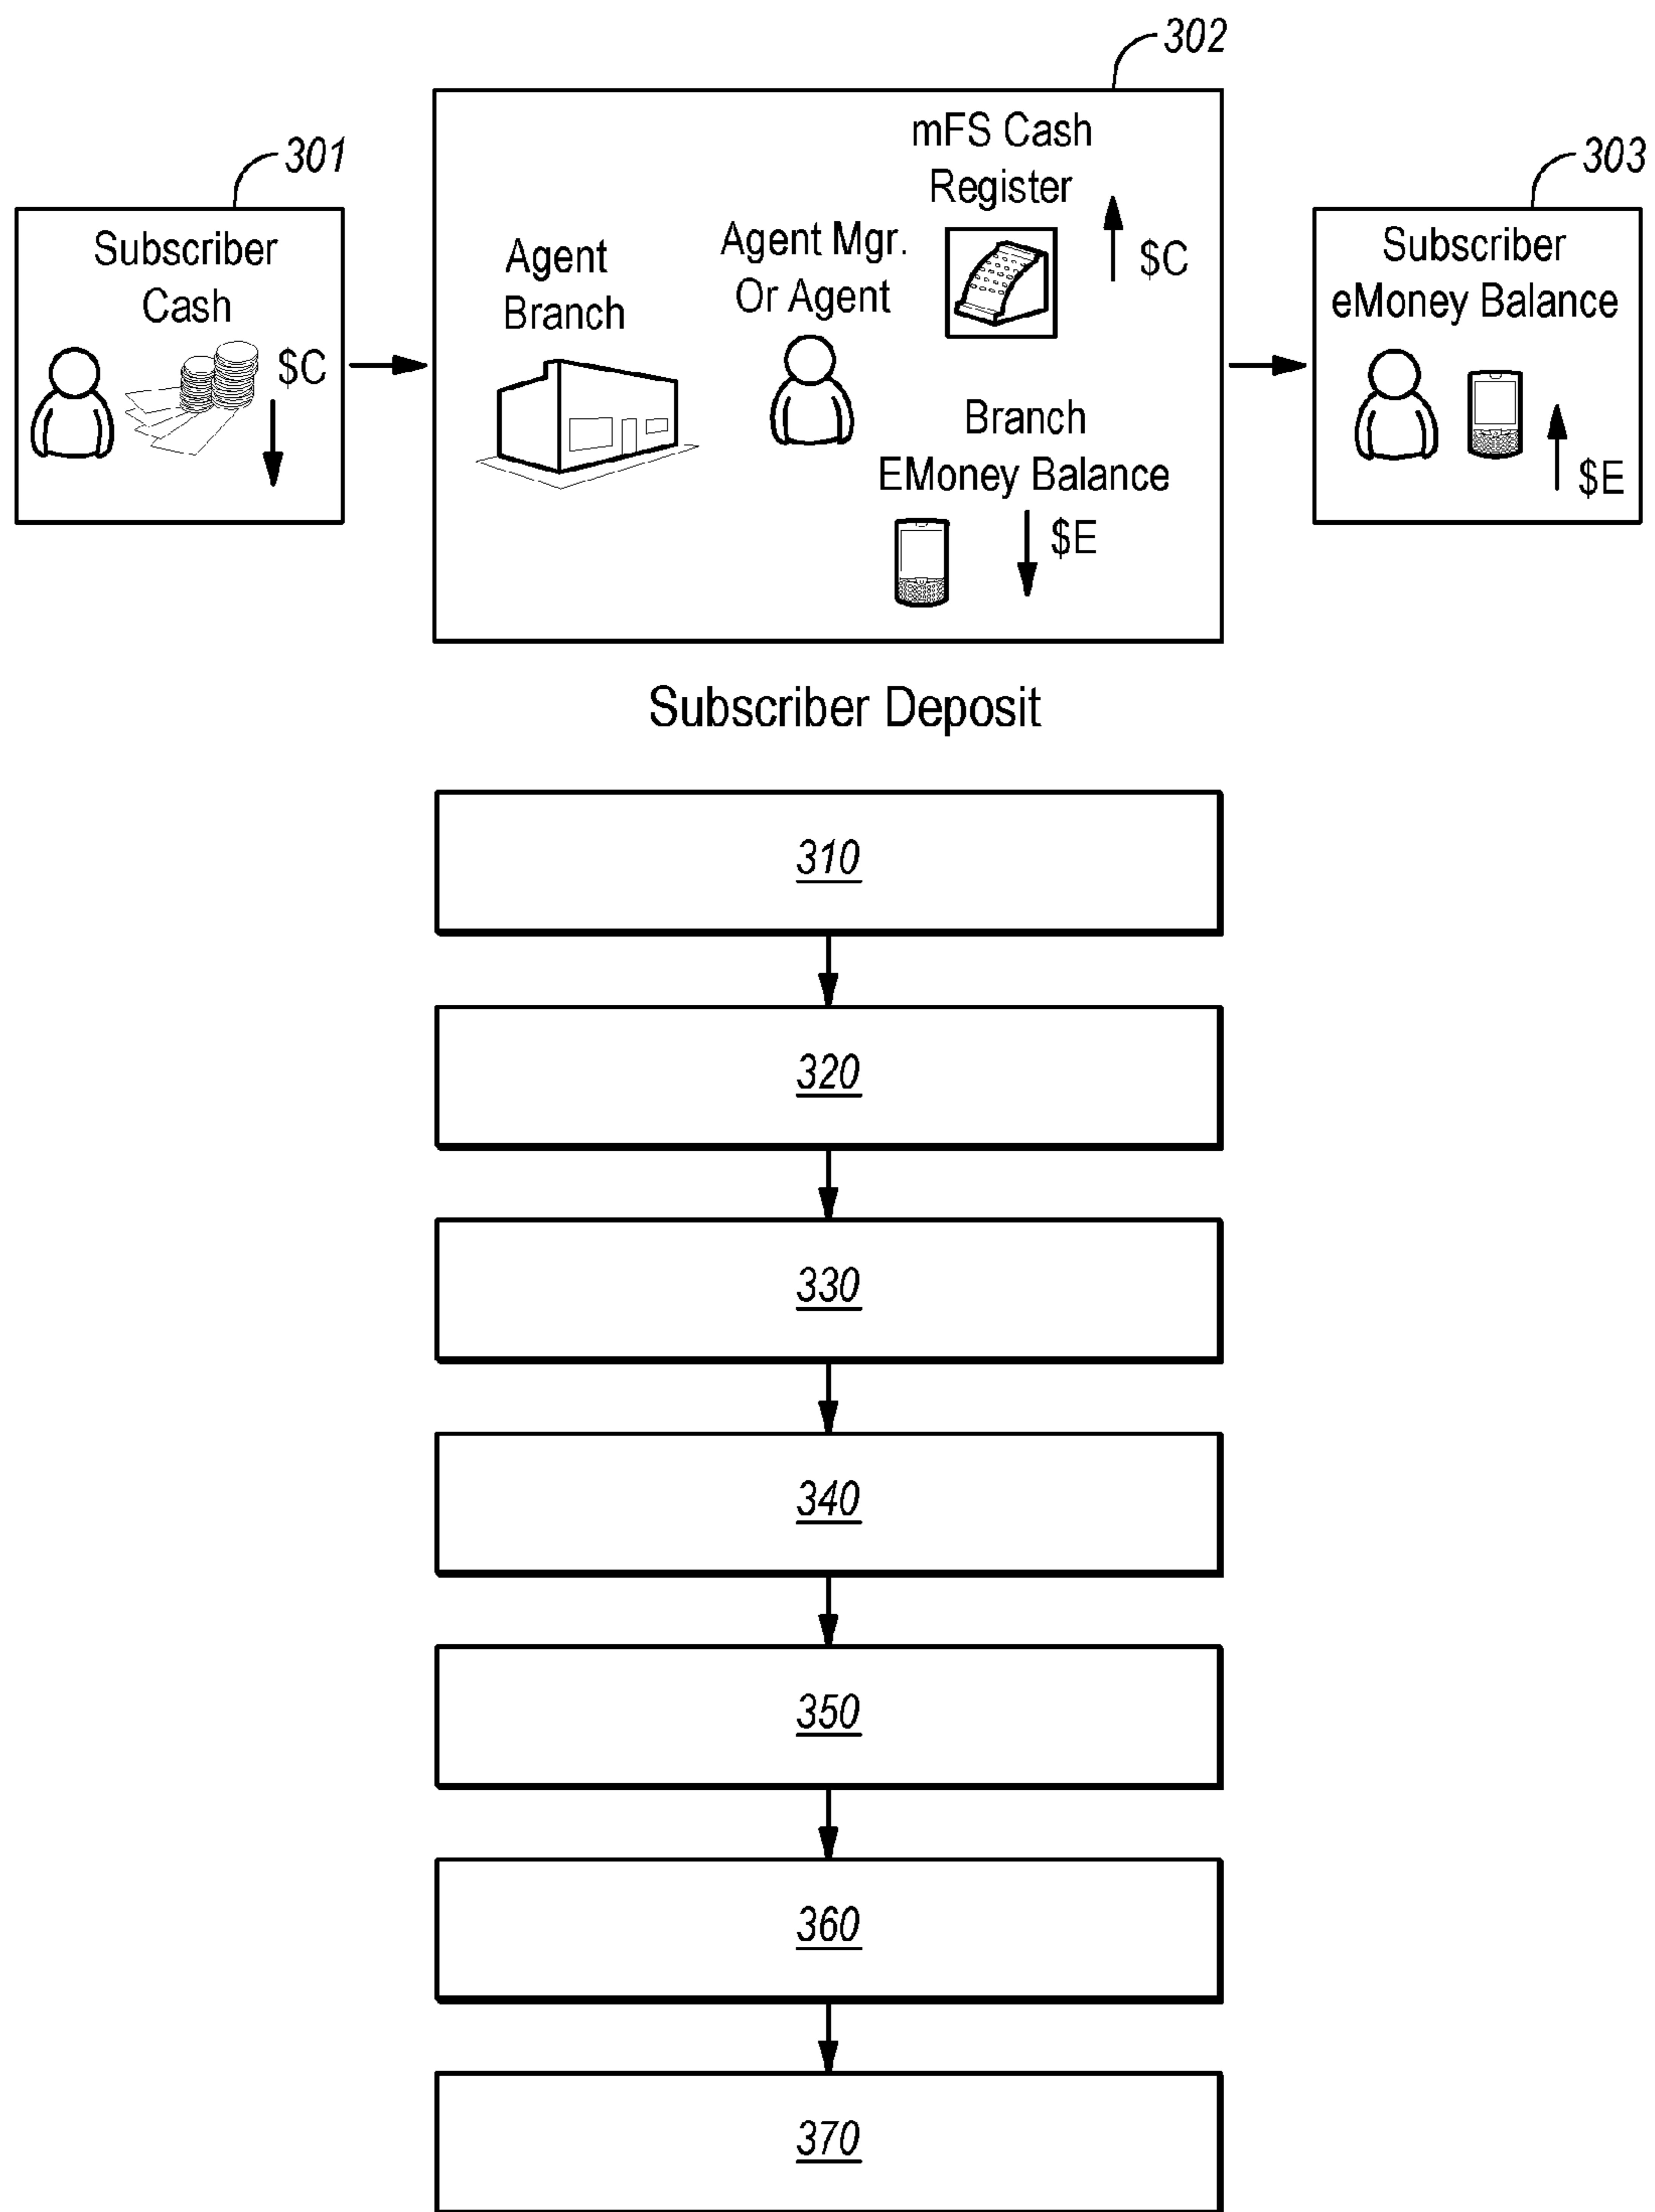 302
301
303
Subscriber
Cash
$C
Agent
Branch
Agent Mgr.
Or Agent
mFS Cash
Register
$C
Branch
EMoney Balance
$E
Subscriber
eMoney Balance
$E
Subscriber Deposit
310
320
330
340
350
360
370